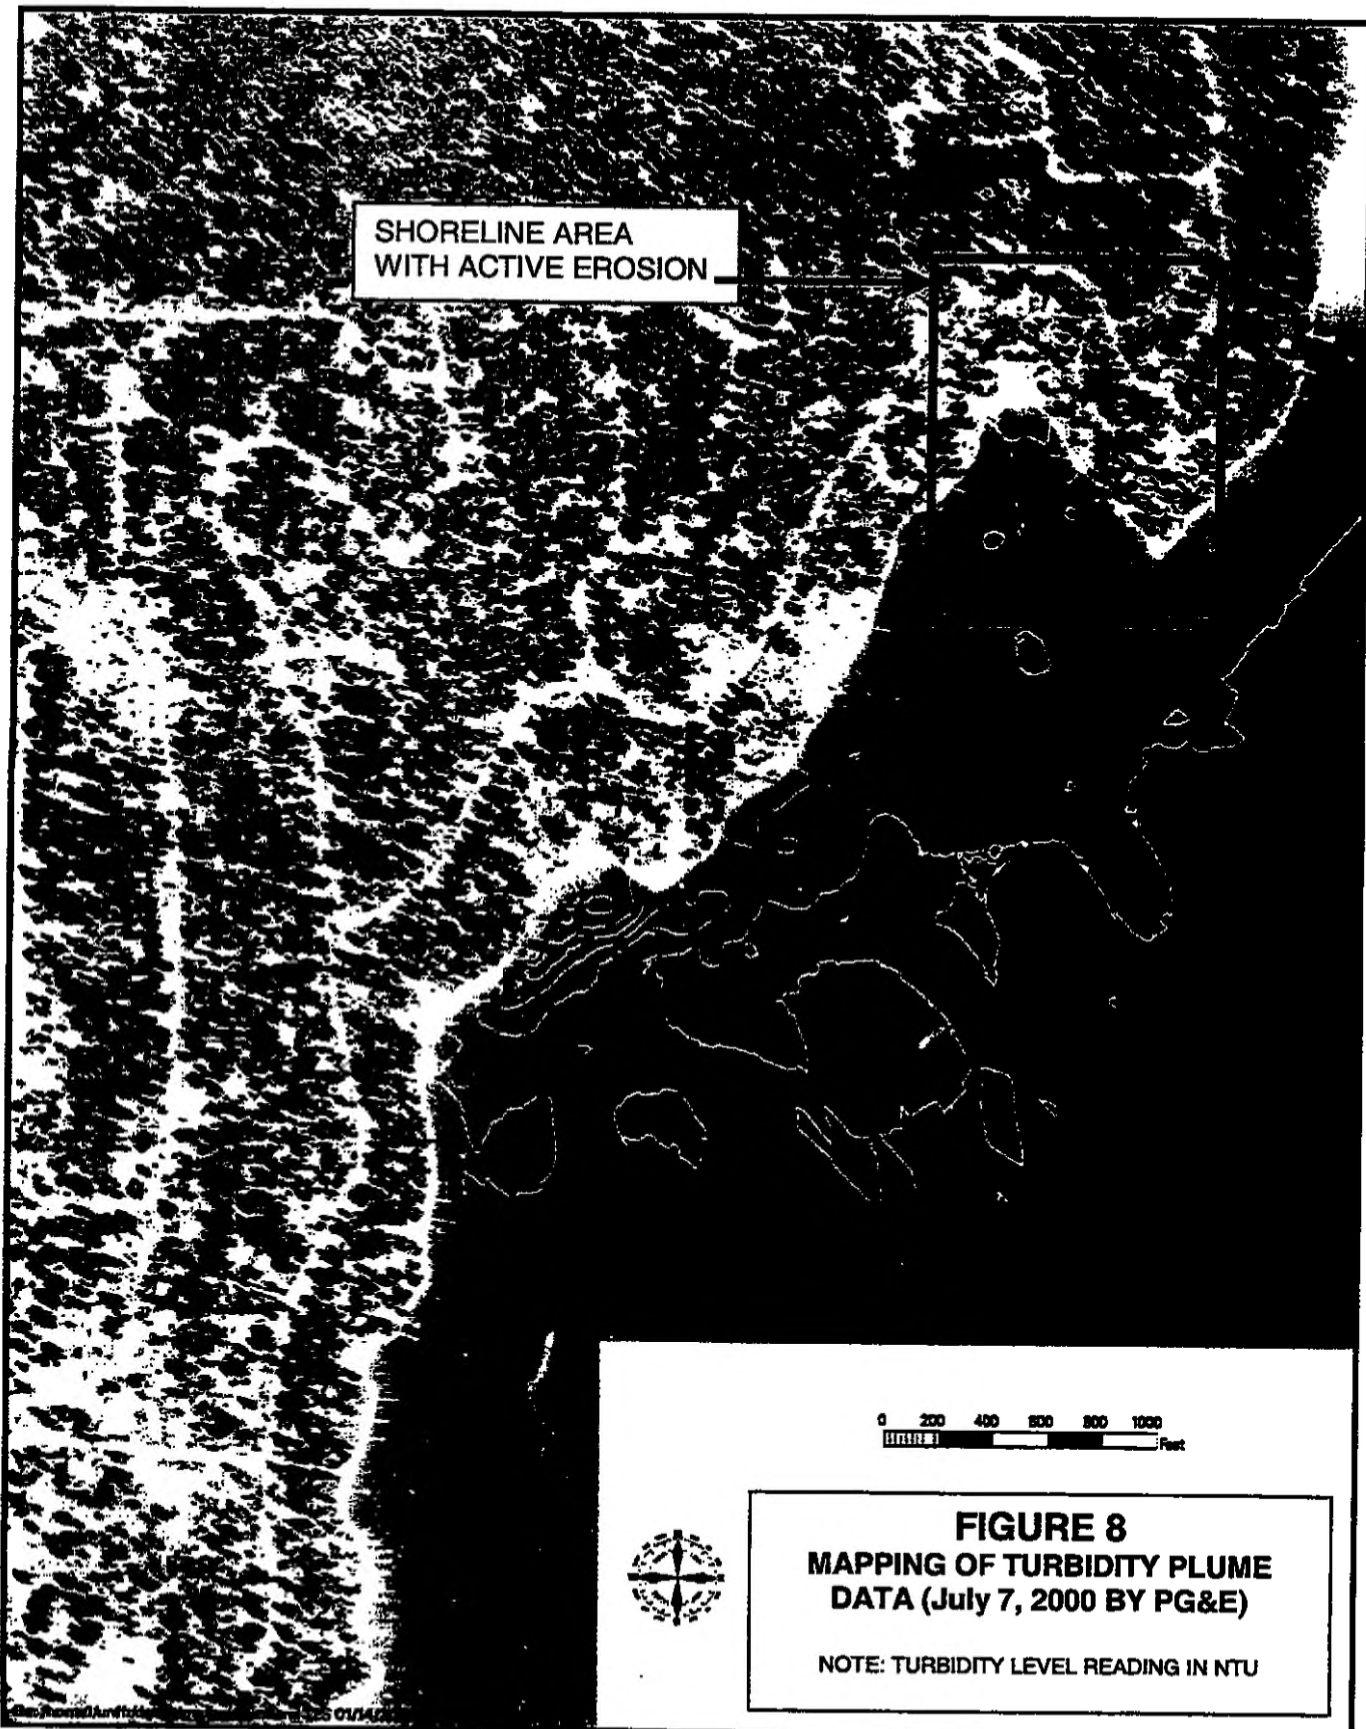 SHORELINE AREA
WITH ACTIVE EROSION
0 200 400 600 800 1000
Feet
FIGURE 8
MAPPING OF TURBIDITY PLUME
DATA (July 7, 2000 BY PG&E)
NOTE: TURBIDITY LEVEL READING IN NTU